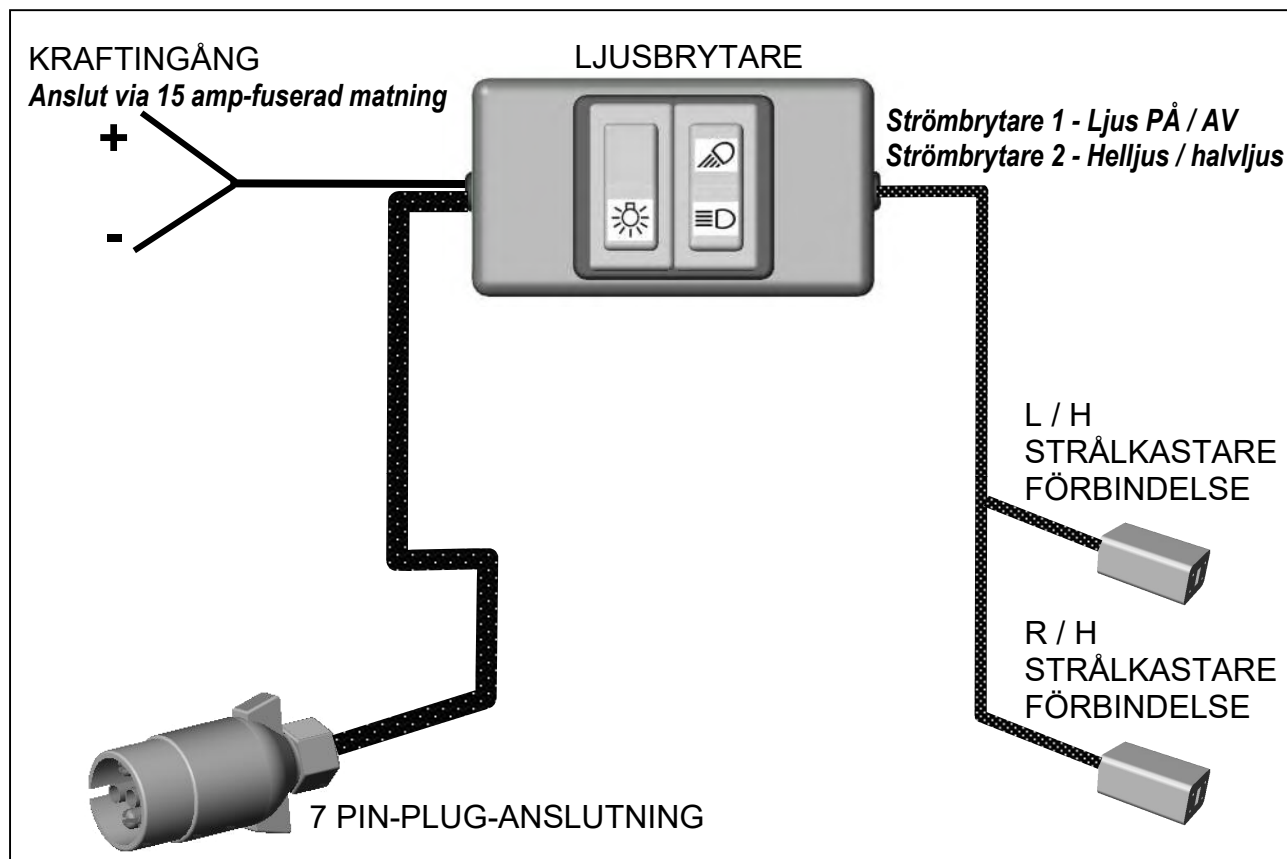 KRAFTINGÅNG
Anslut via 15 amp-fuserad matning
+
-
LJUSBRYTARE
Strömbrytare 1 - Ljus PÅ / AV
Strömbrytare 2 - Helljus / halvljus
L / H
STRÅLKASTARE
FÖRBINDELSE
R / H
STRÅLKASTARE
FÖRBINDELSE
7 PIN-PLUG-ANSLUTNING